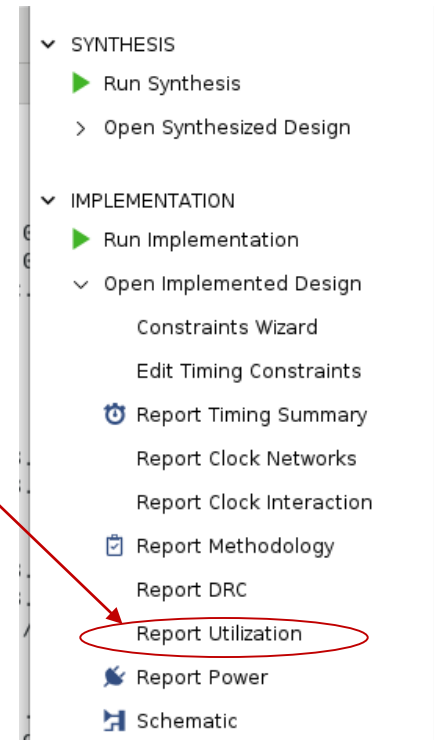 SYNTHESIS
Run Synthesis
Open Synthesized Design
IMPLEMENTATION
Run Implementation
Open Implemented Design
Constraints Wizard
Edit Timing Constraints
Report Timing Summary
Report Clock Networks
Report Clock Interaction
Report Methodology
Report DRC
Report Utilization
Report Power
Schematic